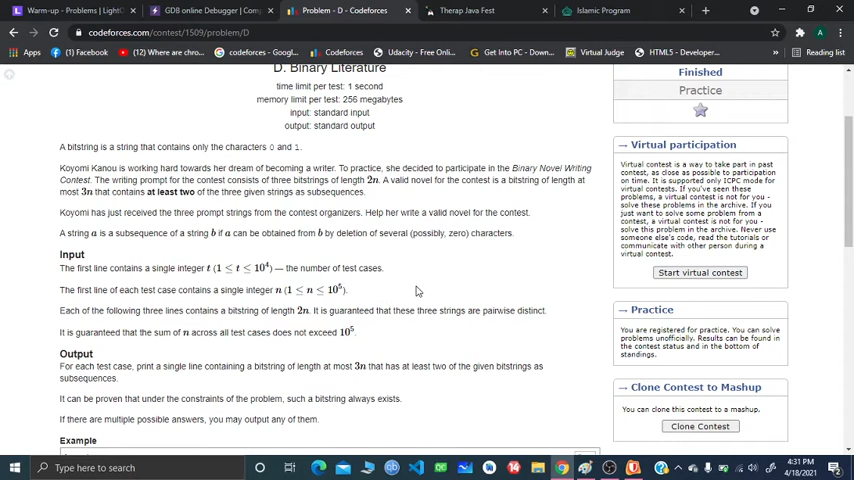 Warm-up - Problems | LightO
GDB online Debugger | Comp
Problem - D - Codeforces
Therap Java Fest
Islamic Program
codeforces.com/contest/1509/problem/D
Apps
(1) Facebook
(12) Where are chro...
codeforces - Googl...
Codeforces
Udacity - Free Onli...
Get Into PC - Down...
Virtual Judge
HTML5 - Developer...
Reading list
D. Binary Literature
time limit per test: 1 second
memory limit per test: 256 megabytes
input: standard input
output: standard output
A bitstring is a string that contains only the characters 0 and 1.
Koyomi Kanou is working hard towards her dream of becoming a writer. To practice, she decided to participate in the Binary Novel Writing
Contest. The writing prompt for the contest consists of three bitstrings of length 2n. A valid novel for the contest is a bitstring of length at
most 3n that contains at least two of the three given strings as subsequences.
Koyomi has just received the three prompt strings from the contest organizers. Help her write a valid novel for the contest.
A string a is a subsequence of a string b if a can be obtained from b by deletion of several (possibly, zero) characters.
Input
The first line contains a single integer t (1 ≤ t ≤ 10⁴) — the number of test cases.
The first line of each test case contains a single integer n (1 ≤ n ≤ 10⁵).
Each of the following three lines contains a bitstring of length 2n. It is guaranteed that these three strings are pairwise distinct.
It is guaranteed that the sum of n across all test cases does not exceed 10⁵.
Output
For each test case, print a single line containing a bitstring of length at most 3n that has at least two of the given bitstrings as
subsequences.
It can be proven that under the constraints of the problem, such a bitstring always exists.
If there are multiple possible answers, you may output any of them.
Example
Finished
Practice
→ Virtual participation
Virtual contest is a way to take part in past
contest, as close as possible to participation
on time. It is supported only ICPC mode for
virtual contests. If you've seen these
problems, a virtual contest is not for you -
solve these problems in the archive. If you
just want to solve some problem from a
contest, a virtual contest is not for you -
solve this problem in the archive. Never use
someone else's code, read the tutorials or
communicate with other person during a
virtual contest.
Start virtual contest
→ Practice
You are registered for practice. You can solve
problems unofficially. Results can be found in
the contest status and in the bottom of
standings.
→ Clone Contest to Mashup
You can clone this contest to a mashup.
Clone Contest
Type here to search
4:31 PM
4/18/2021